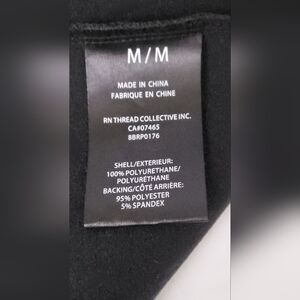 M / M
MADE IN CHINA
FABRIQUE EN CHINE
RN THREAD COLLECTIVE INC.
CA#07465
8BRP0176
SHELL/EXTERIEUR:
100% POLYURETHANE/
POLYURÉTHANE
BACKING/CÔTÉ ARRIÈRE:
95% POLYESTER
5% SPANDEX